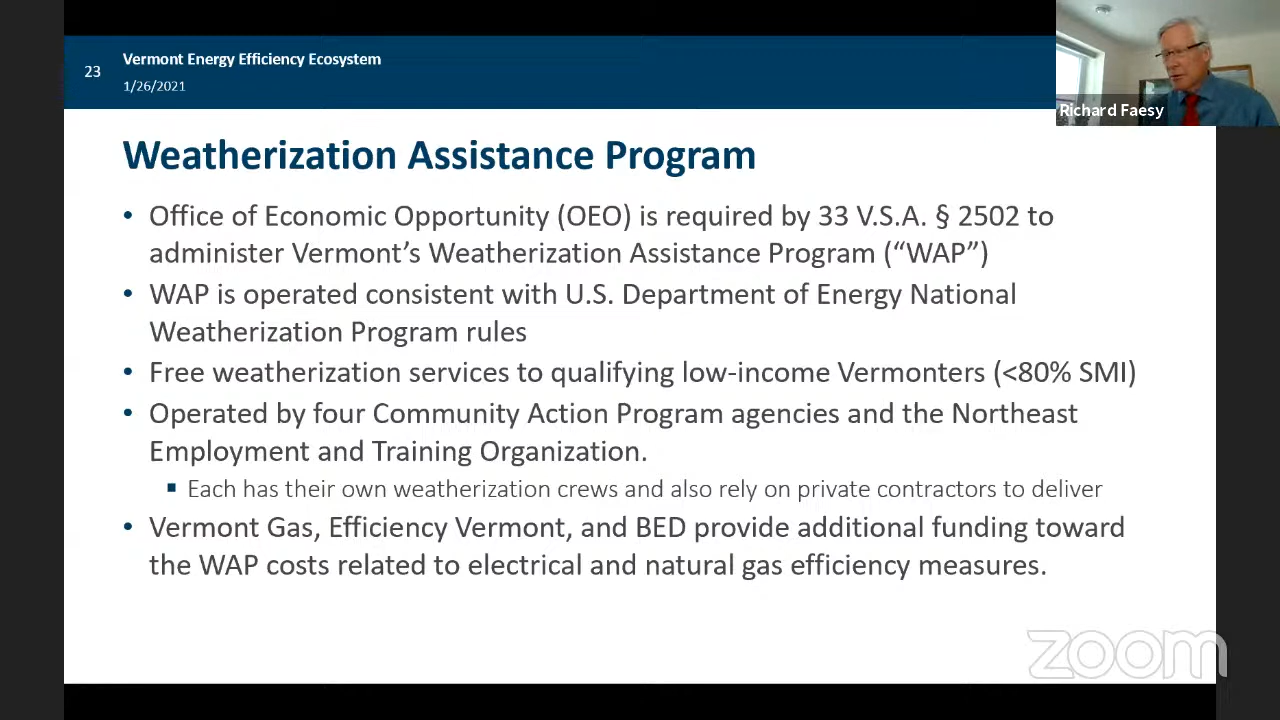 23
Vermont Energy Efficiency Ecosystem
1/26/2021
Richard Faesy
Weatherization Assistance Program
• Office of Economic Opportunity (OEO) is required by 33 V.S.A. § 2502 to
administer Vermont’s Weatherization Assistance Program (“WAP”)
• WAP is operated consistent with U.S. Department of Energy National
Weatherization Program rules
• Free weatherization services to qualifying low-income Vermonters (<80% SMI)
• Operated by four Community Action Program agencies and the Northeast
Employment and Training Organization.
▪ Each has their own weatherization crews and also rely on private contractors to deliver
• Vermont Gas, Efficiency Vermont, and BED provide additional funding toward
the WAP costs related to electrical and natural gas efficiency measures.
zoom